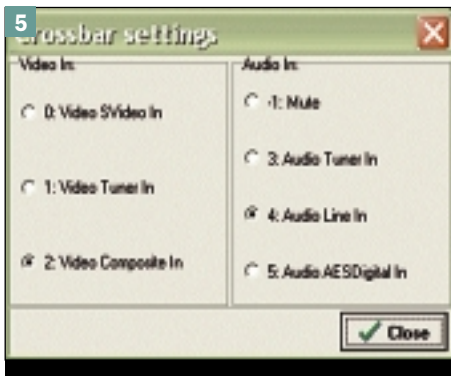 5
Crossbar settings
Video In:
0: Video SVideo In
1: Video Tuner In
2: Video Composite In
Audio In:
-1: Mute
3: Audio Tuner In
4: Audio Line In
5: Audio AESDigital In
Close